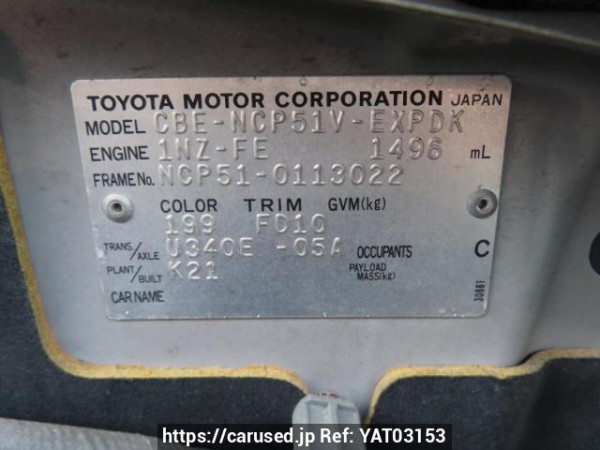 TOYOTA MOTOR CORPORATION JAPAN
MODEL CBE-NCP51V-EXPDK
ENGINE 1NZ-FE 1496 mL
FRAME No. NCP51-0113022
COLOR TRIM GVM(kg)
199 FD10
TRANS./AXLE U340E -05A OCCUPANTS C
PLANT/BUILT K21 PAYLOAD MASS(kg)
CAR NAME
30881
https://carused.jp Ref: YAT03153